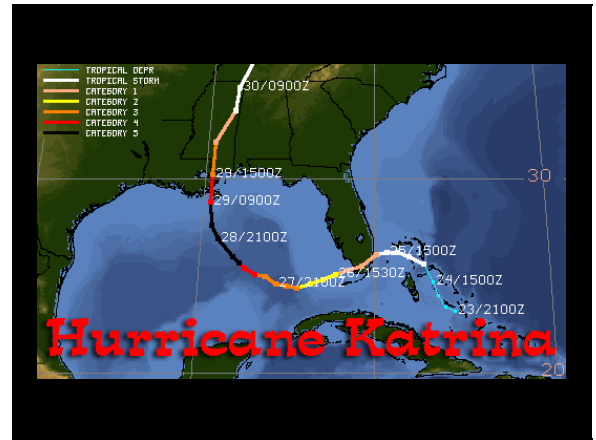 TROPICAL DEPR
TROPICAL STORM
CATEGORY 1
CATEGORY 2
CATEGORY 3
CATEGORY 4
CATEGORY 5
30/0900Z
29/1500Z
30
29/0900Z
28/2100Z
25/1500Z
26/1530Z
27/2100Z
24/1500Z
23/2100Z
Hurricane Katrina
20